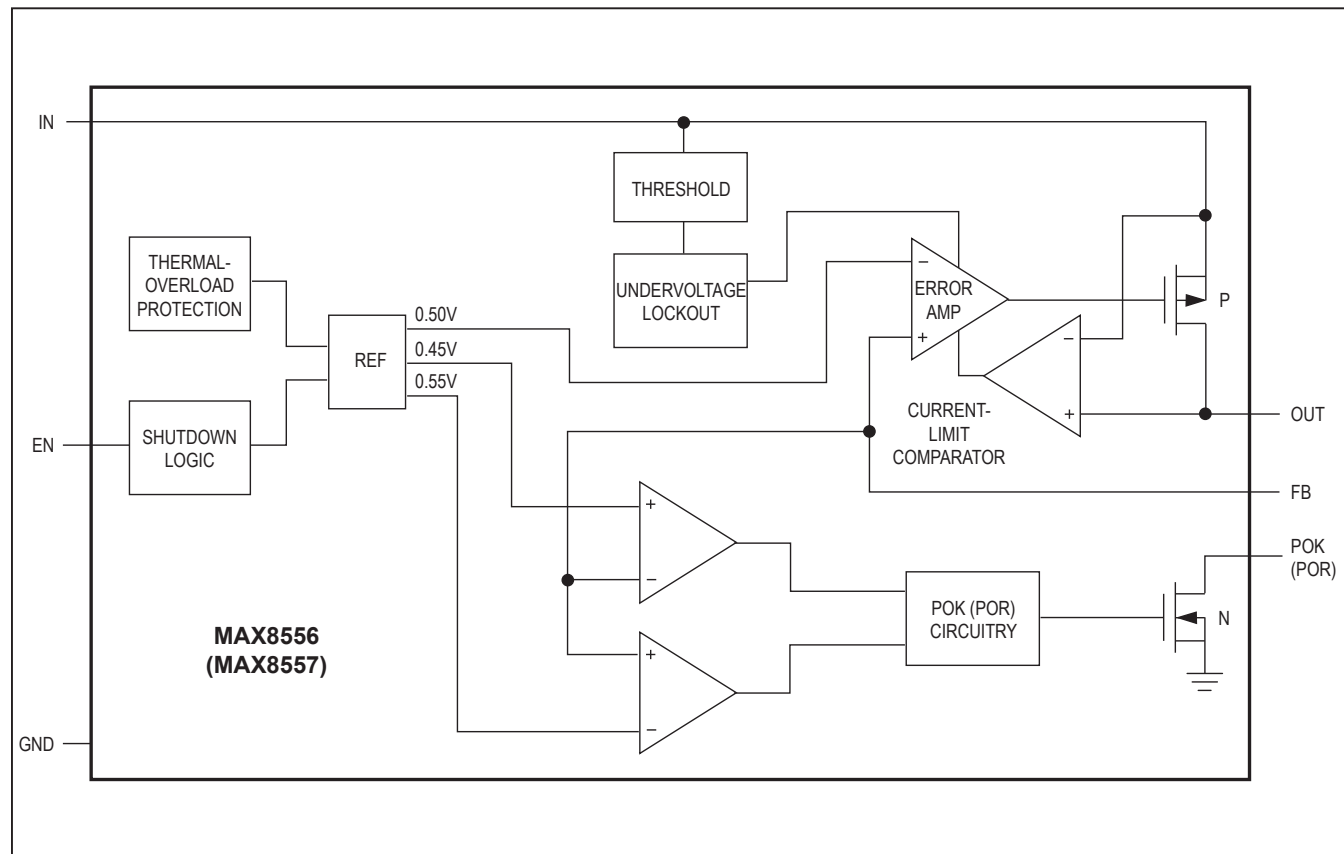 IN
THRESHOLD
THERMAL-
OVERLOAD
PROTECTION
UNDERVOLTAGE
LOCKOUT
−
ERROR
AMP
+
P
REF
0.50V
0.45V
0.55V
−
+
CURRENT-
LIMIT
COMPARATOR
OUT
EN
SHUTDOWN
LOGIC
FB
+
−
POK
(POR)
POK (POR)
CIRCUITRY
N
MAX8556
(MAX8557)
+
−
GND